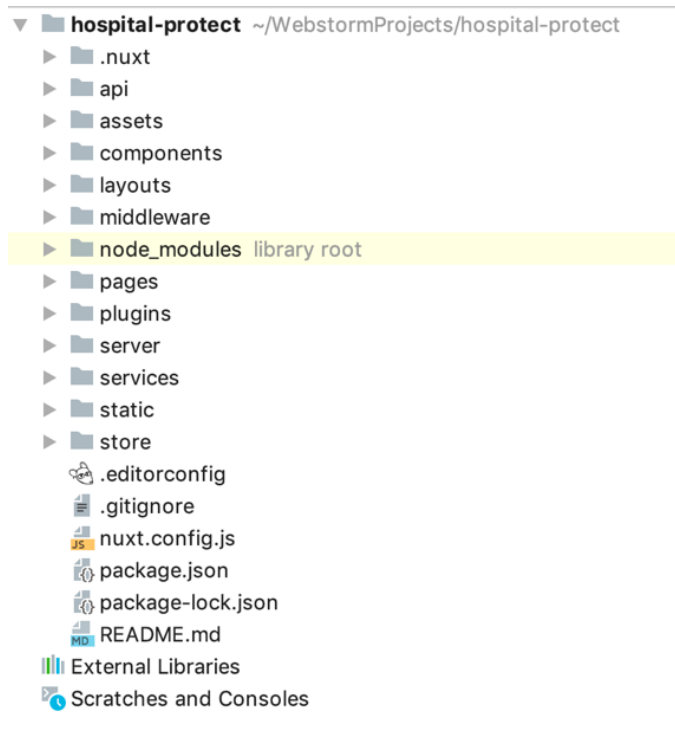 hospital-protect ~/WebstormProjects/hospital-protect
.nuxt
api
assets
components
layouts
middleware
node_modules library root
pages
plugins
server
services
static
store
.editorconfig
.gitignore
JS nuxt.config.js
package.json
package-lock.json
MD README.md
External Libraries
Scratches and Consoles